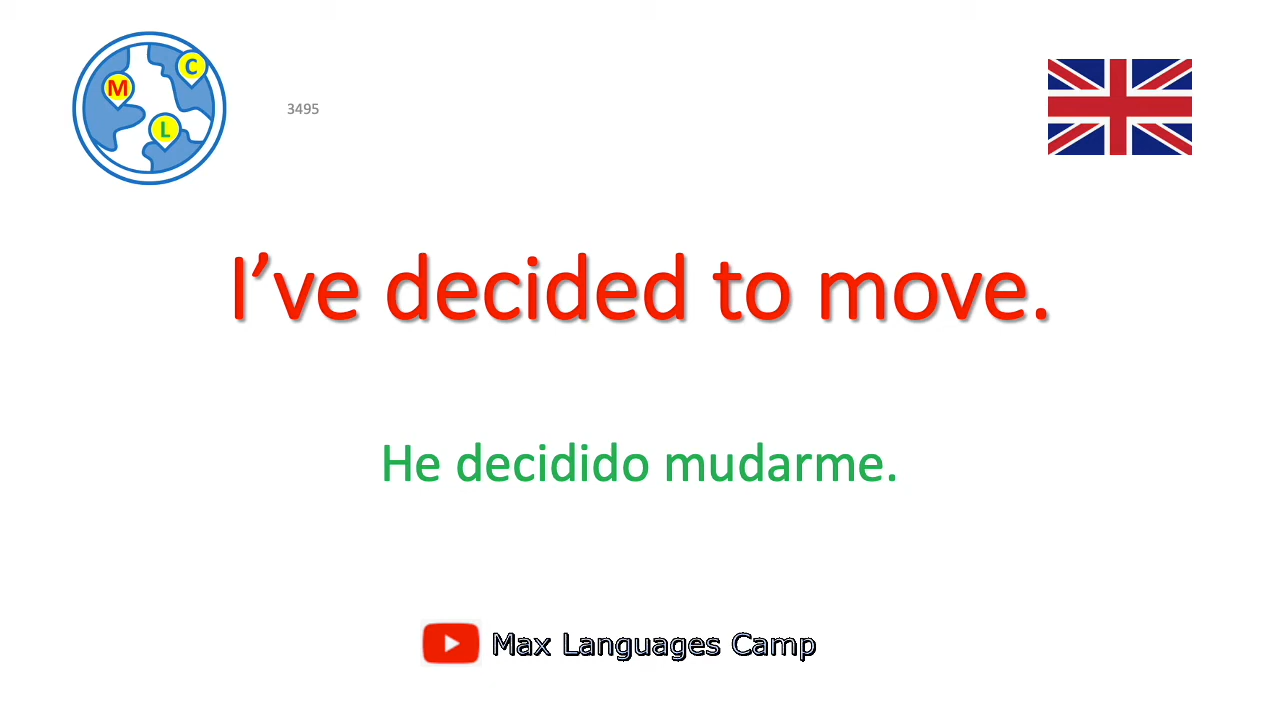 M
C
L
3495
I’ve decided to move.
He decidido mudarme.
Max Languages Camp